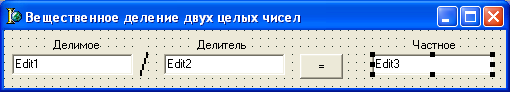 Вещественное деление двух целых чисел
Делимое Делитель Частное
Edit1 / Edit2 = Edit3